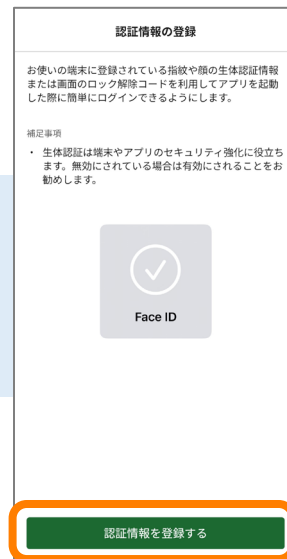 認証情報の登録
お使いの端末に登録されている指紋や顔の生体認証情報
または画面のロック解除コードを利用してアプリを起動
した際に簡単にログインできるようにします。
補足事項
・ 生体認証は端末やアプリのセキュリティ強化に役立ち
ます。無効にされている場合は有効にされることをお
勧めします。
Face ID
認証情報を登録する